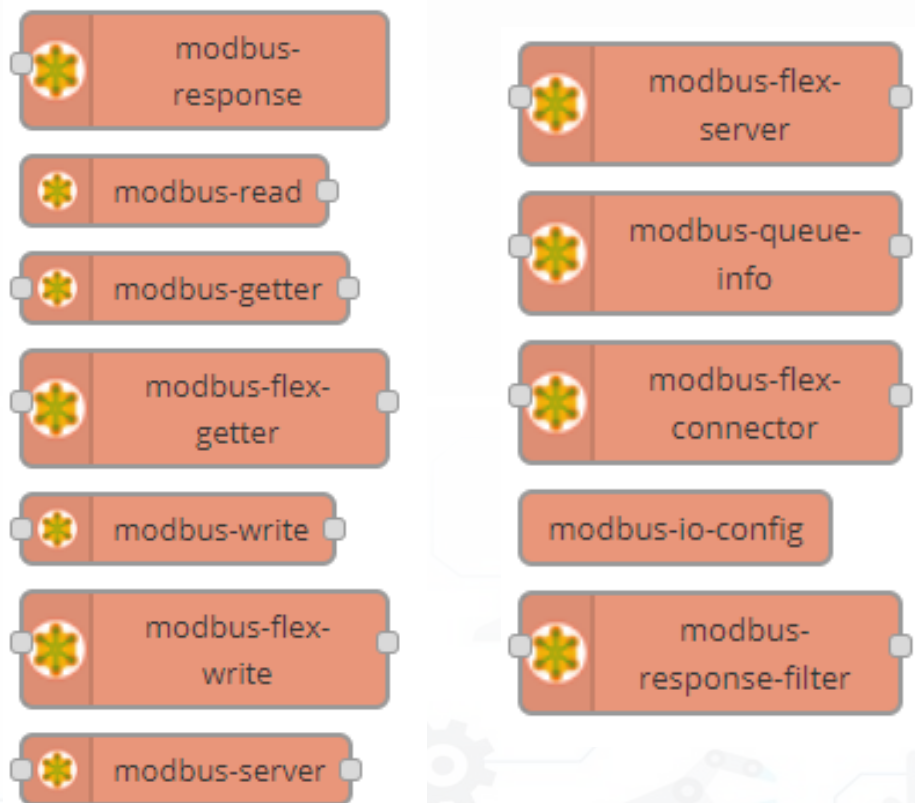 modbus-
response
modbus-read
modbus-getter
modbus-flex-
getter
modbus-write
modbus-flex-
write
modbus-server
modbus-flex-
server
modbus-queue-
info
modbus-flex-
connector
modbus-io-config
modbus-
response-filter